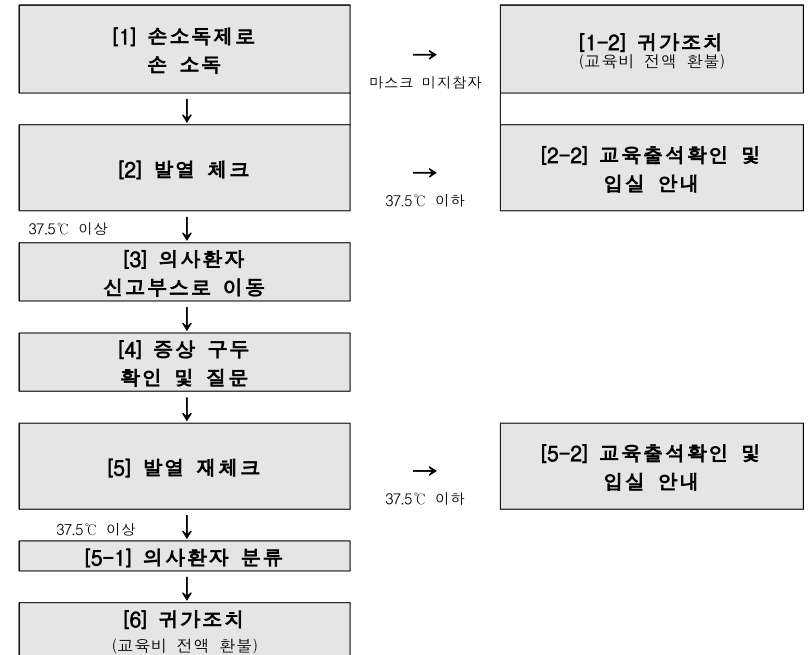 [1] 손소독제로
손 소독
→
마스크 미지참자
[1-2] 귀가조치
(교육비 전액 환불)
↓
[2] 발열 체크
→
37.5℃ 이하
[2-2] 교육출석확인 및
입실 안내
37.5℃ 이상
↓
[3] 의사환자
신고부스로 이동
↓
[4] 증상 구두
확인 및 질문
↓
[5] 발열 재체크
→
37.5℃ 이하
[5-2] 교육출석확인 및
입실 안내
37.5℃ 이상
↓
[5-1] 의사환자 분류
↓
[6] 귀가조치
(교육비 전액 환불)